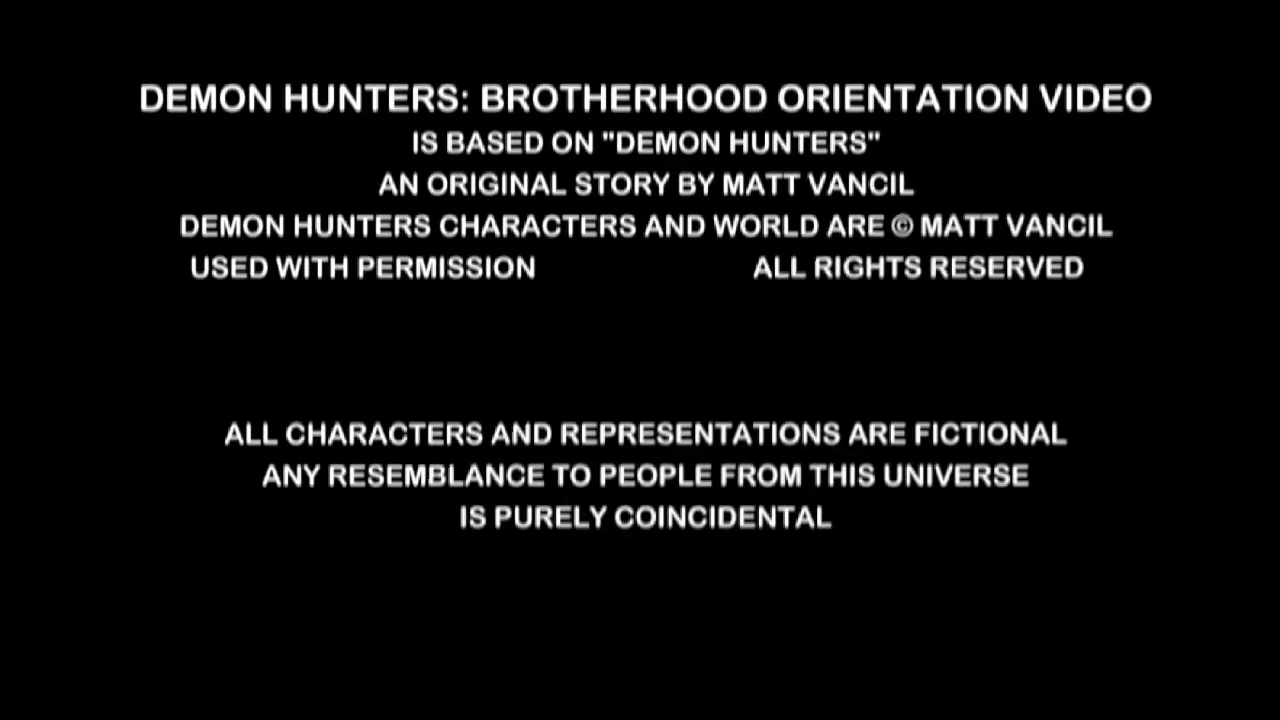 DEMON HUNTERS: BROTHERHOOD ORIENTATION VIDEO
IS BASED ON "DEMON HUNTERS"
AN ORIGINAL STORY BY MATT VANCIL
DEMON HUNTERS CHARACTERS AND WORLD ARE © MATT VANCIL
USED WITH PERMISSION ALL RIGHTS RESERVED
ALL CHARACTERS AND REPRESENTATIONS ARE FICTIONAL
ANY RESEMBLANCE TO PEOPLE FROM THIS UNIVERSE
IS PURELY COINCIDENTAL